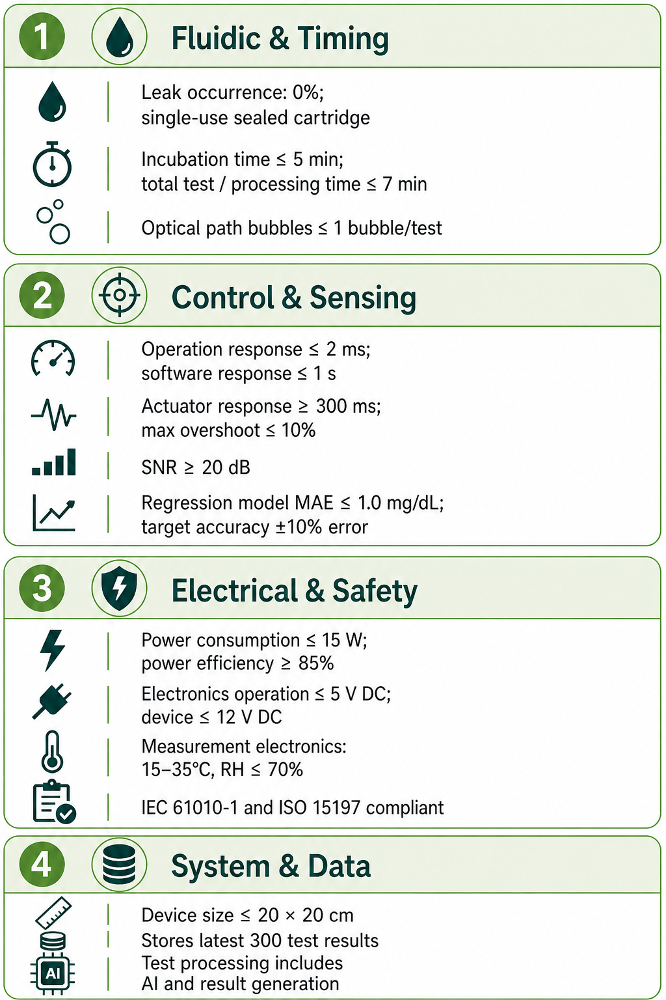 1 Fluidic & Timing
Leak occurrence: 0%;
single-use sealed cartridge
Incubation time ≤ 5 min;
total test / processing time ≤ 7 min
Optical path bubbles ≤ 1 bubble/test
2 Control & Sensing
Operation response ≤ 2 ms;
software response ≤ 1 s
Actuator response ≥ 300 ms;
max overshoot ≤ 10%
SNR ≥ 20 dB
Regression model MAE ≤ 1.0 mg/dL;
target accuracy ±10% error
3 Electrical & Safety
Power consumption ≤ 15 W;
power efficiency ≥ 85%
Electronics operation ≤ 5 V DC;
device ≤ 12 V DC
Measurement electronics:
15–35°C, RH ≤ 70%
IEC 61010-1 and ISO 15197 compliant
4 System & Data
Device size ≤ 20 × 20 cm
Stores latest 300 test results
Test processing includes
AI
AI and result generation